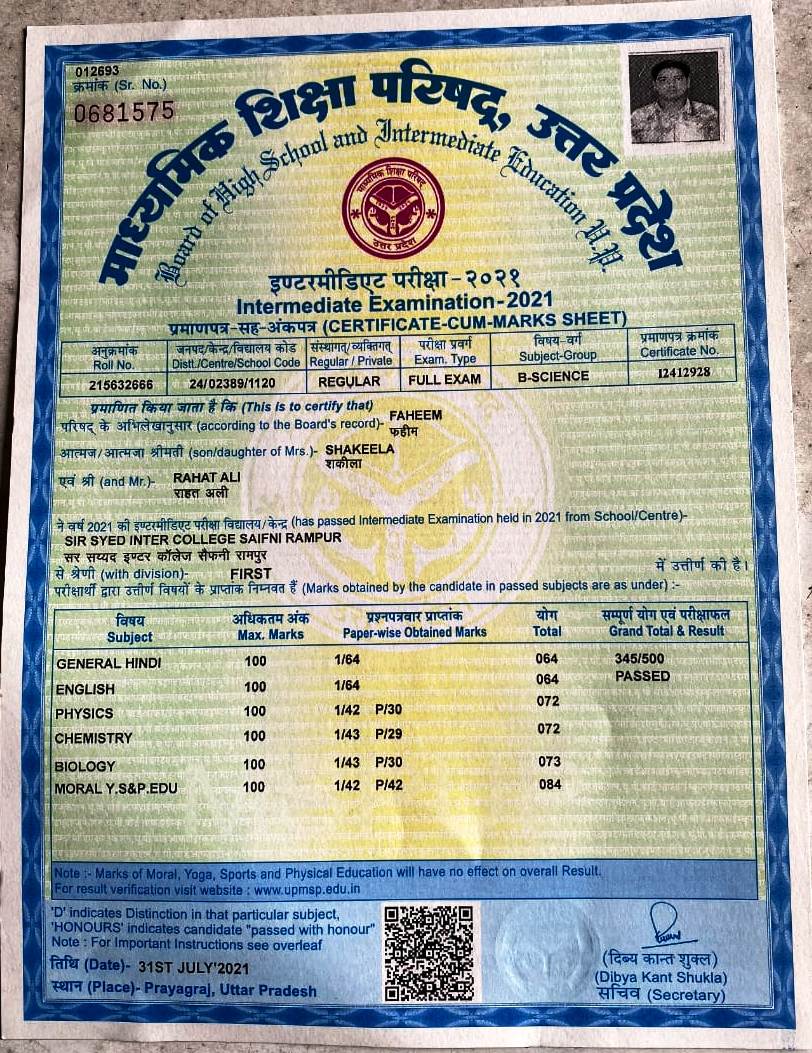 012693
क्रमांक (Sr. No.)
0681575
माध्यमिक शिक्षा परिषद्, उत्तर प्रदेश
Board of High School and Intermediate Education U.P.
माध्यमिक शिक्षा परिषद
उत्तर प्रदेश
इण्टरमीडिएट परीक्षा-२०२१
Intermediate Examination-2021
प्रमाणपत्र-सह-अंकपत्र (CERTIFICATE-CUM-MARKS SHEET)
अनुक्रमांक जनपद/केन्द्र/विद्यालय कोड संस्थागत/व्यक्तिगत् परीक्षा प्रवर्ग विषय वर्ग प्रमाणपत्र क्रमांक
Roll No. Distt./Centre/School Code Regular / Private Exam. Type Subject-Group Certificate No.
215632666 24/02389/1120 REGULAR FULL EXAM B-SCIENCE 12412928
प्रमाणित किया जाता है कि (This is to certify that)
परिषद् के अभिलेखानुसार (according to the Board's record)- FAHEEM
फहीम
आत्मज/आत्मजा श्रीमती (son/daughter of Mrs.)- SHAKEELA
शकीला
एवं श्री (and Mr.)- RAHAT ALI
राहत अली
ने वर्ष 2021 की इण्टरमीडिएट परीक्षा विद्यालय/केन्द्र (has passed Intermediate Examination held in 2021 from School/Centre)-
SIR SYED INTER COLLEGE SAIFNI RAMPUR
सर सय्यद इण्टर कॉलेज सैफनी रामपुर
में उत्तीर्ण की है।
से श्रेणी (with division)- FIRST
परीक्षार्थी द्वारा उत्तीर्ण विषयों के प्राप्तांक निम्नवत हैं (Marks obtained by the candidate in passed subjects are as under) :-
विषय अधिकतम अंक प्रश्नपत्रवार प्राप्तांक योग सम्पूर्ण योग एवं परीक्षाफल
Subject Max. Marks Paper-wise Obtained Marks Total Grand Total & Result
GENERAL HINDI 100 1/64 064 345/500
ENGLISH 100 1/64 064 PASSED
PHYSICS 100 1/42 P/30 072
CHEMISTRY 100 1/43 P/29 072
BIOLOGY 100 1/43 P/30 073
MORAL Y.S&P.EDU 100 1/42 P/42 084
Note :- Marks of Moral, Yoga, Sports and Physical Education will have no effect on overall Result.
For result verification visit website : www.upmsp.edu.in
'D' indicates Distinction in that particular subject,
'HONOURS' indicates candidate "passed with honour"
Note : For Important Instructions see overleaf
तिथि (Date)- 31ST JULY'2021
स्थान (Place)- Prayagraj, Uttar Pradesh
(दिब्य कान्त शुक्ल)
(Dibya Kant Shukla)
सचिव (Secretary)